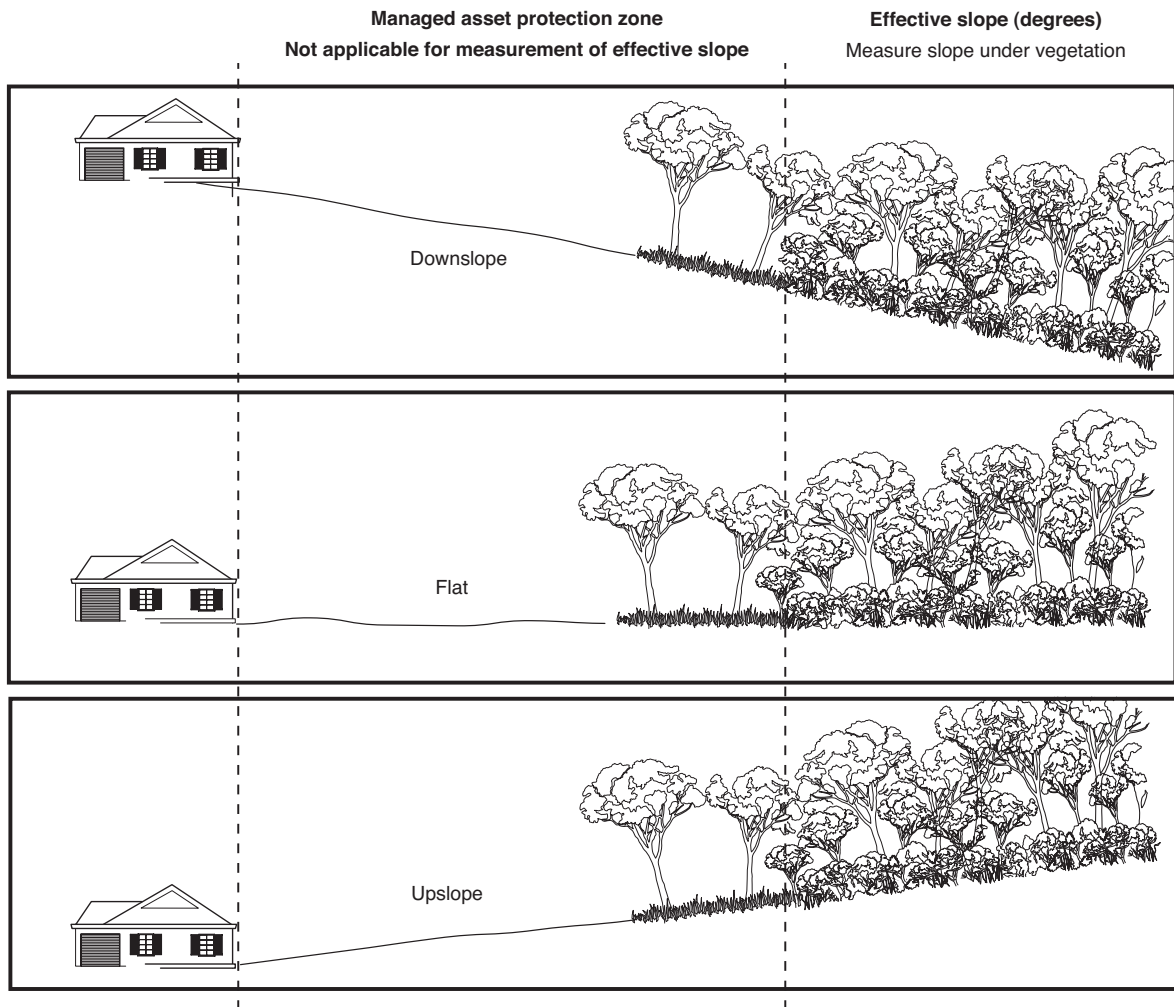 Managed asset protection zone
Not applicable for measurement of effective slope
Effective slope (degrees)
Measure slope under vegetation
Downslope
Flat
Upslope